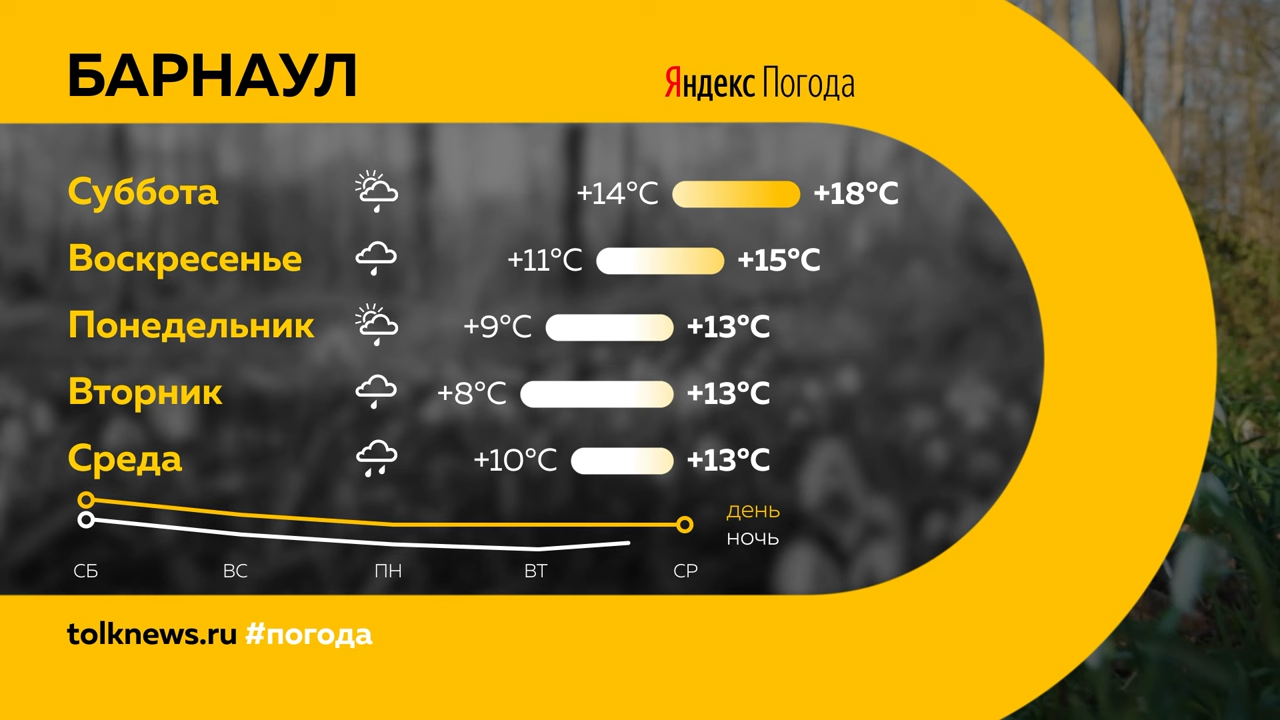 БАРНАУЛ
Яндекс Погода
Суббота +14°C +18°C
Воскресенье +11°C +15°C
Понедельник +9°C +13°C
Вторник +8°C +13°C
Среда +10°C +13°C
день
ночь
СБ ВС ПН ВТ СР
tolknews.ru #погода